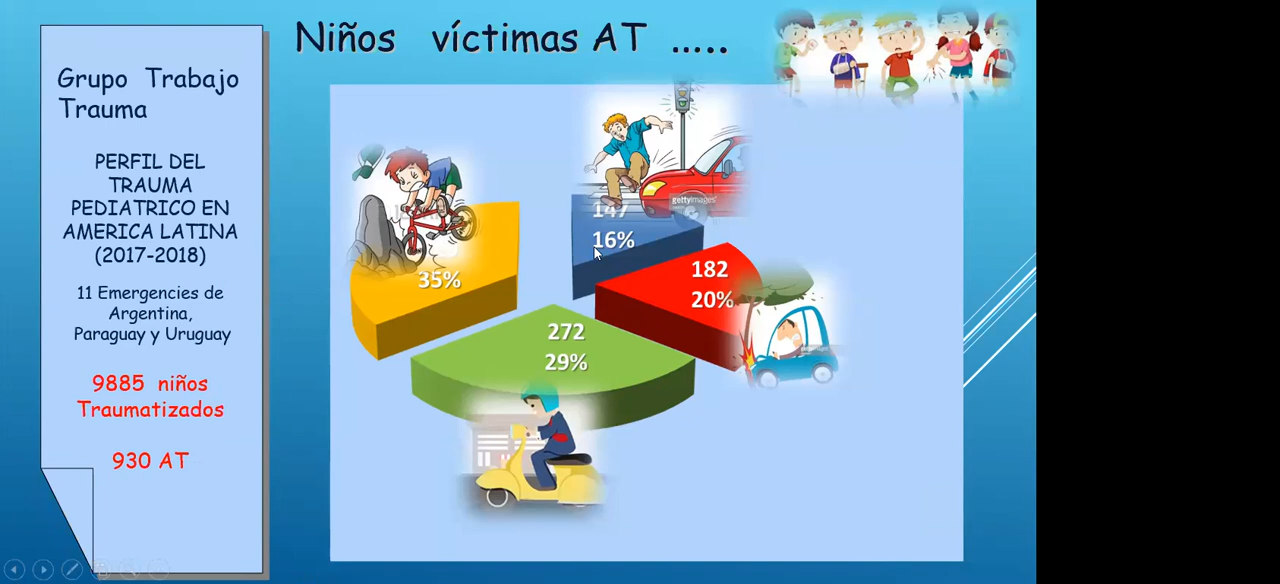 Niños víctimas AT .....
Grupo Trabajo
Trauma
PERFIL DEL
TRAUMA
PEDIATRICO EN
AMERICA LATINA
(2017-2018)
11 Emergencies de
Argentina,
Paraguay y Uruguay
9885 niños
Traumatizados
930 AT
gettyimages
147
16%
182
20%
35%
272
29%